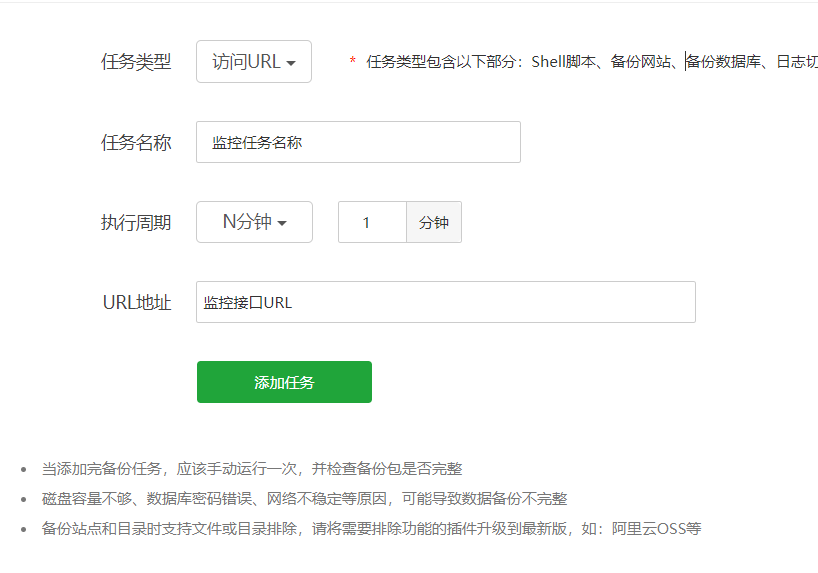 任务类型 访问URL * 任务类型包含以下部分：Shell脚本、备份网站、备份数据库、日志切
任务名称 监控任务名称
执行周期 N分钟 1 分钟
URL地址 监控接口URL
添加任务
当添加完备份任务，应该手动运行一次，并检查备份包是否完整
磁盘容量不够、数据库密码错误、网络不稳定等原因，可能导致数据备份不完整
备份站点和目录时支持文件或目录排除，请将需要排除功能的插件升级到最新版，如：阿里云OSS等